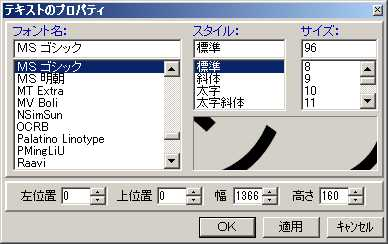 テキストのプロパティ
フォント名:
スタイル:
サイズ:
MS ゴシック
標準
96
MS ゴシック
MS 明朝
MT Extra
MV Boli
NSimSun
OCRB
Palatino Linotype
PMingLiU
Raavi
標準
斜体
太字
太字斜体
8
9
10
11
左位置 0 上位置 0 幅 1366 高さ 160
OK 適用 キャンセル